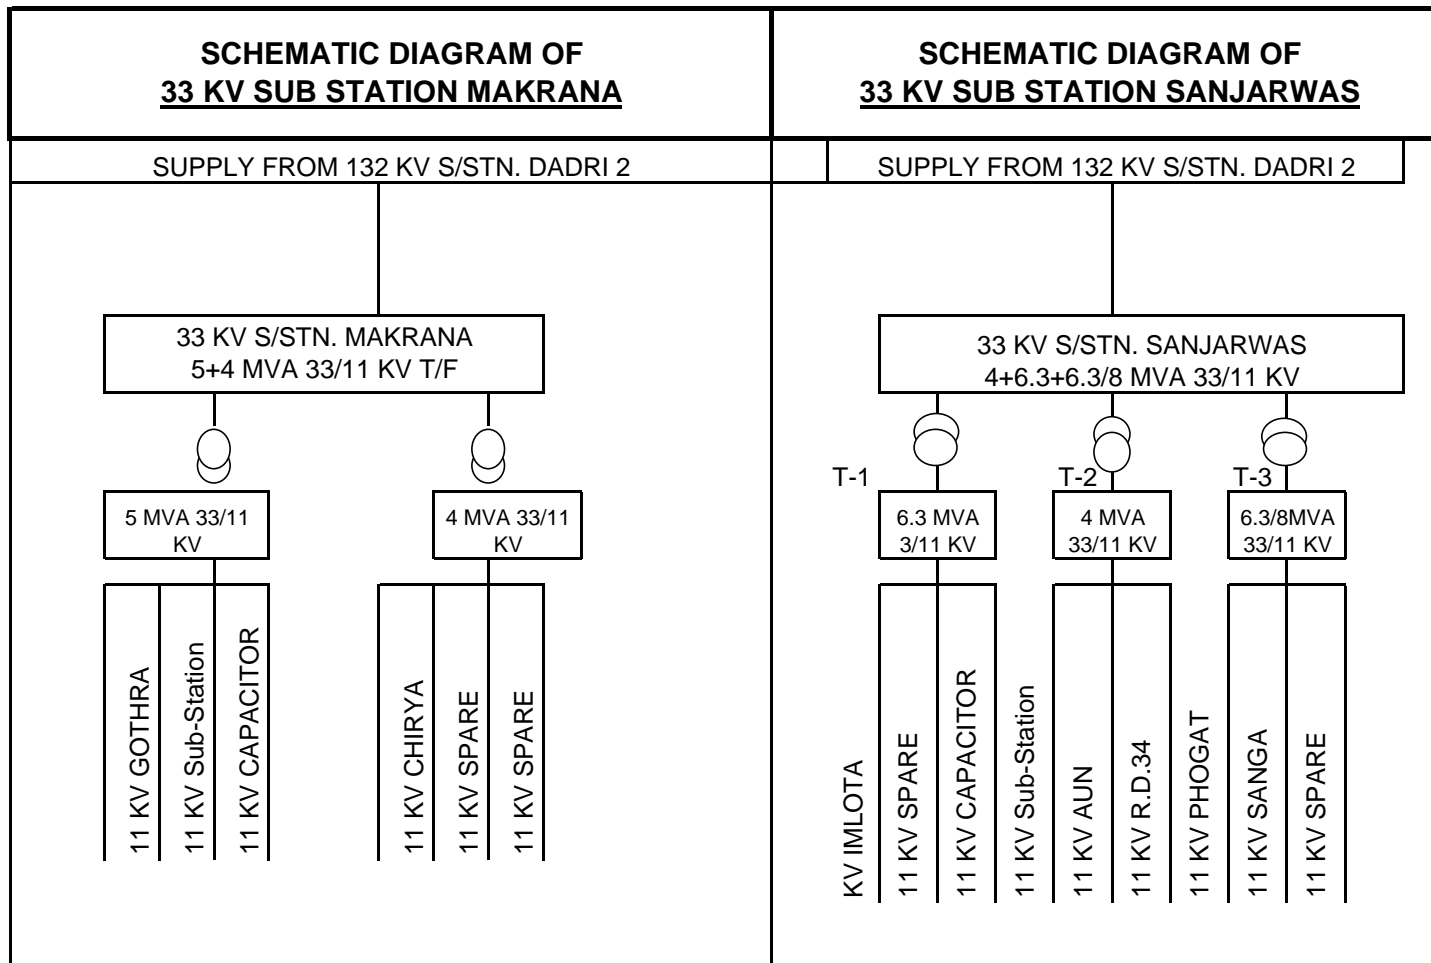 SCHEMATIC DIAGRAM OF
33 KV SUB STATION MAKRANA
SUPPLY FROM 132 KV S/STN. DADRI 2
33 KV S/STN. MAKRANA
5+4 MVA 33/11 KV T/F
5 MVA 33/11
KV
4 MVA 33/11
KV
11 KV GOTHRA
11 KV Sub-Station
11 KV CAPACITOR
11 KV CHIRYA
11 KV SPARE
11 KV SPARE
SCHEMATIC DIAGRAM OF
33 KV SUB STATION SANJARWAS
SUPPLY FROM 132 KV S/STN. DADRI 2
33 KV S/STN. SANJARWAS
4+6.3+6.3/8 MVA 33/11 KV
T-1
T-2
T-3
6.3 MVA
3/11 KV
4 MVA
33/11 KV
6.3/8MVA
33/11 KV
KV IMLOTA
11 KV SPARE
11 KV CAPACITOR
11 KV Sub-Station
11 KV AUN
11 KV R.D.34
11 KV PHOGAT
11 KV SANGA
11 KV SPARE